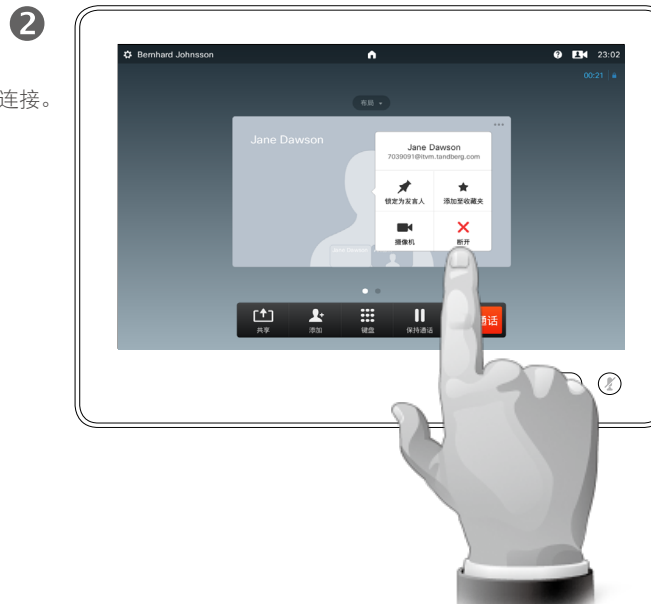 2
连接。
Bernhard Johnsson
? 23:02
00:21
布局
Jane Dawson
Jane Dawson
7039091@ltvm.tandberg.com
锁定为发言人 添加至收藏夹
摄像机 断开
Jane Dawson
共享 添加 键盘 保持通话 通话